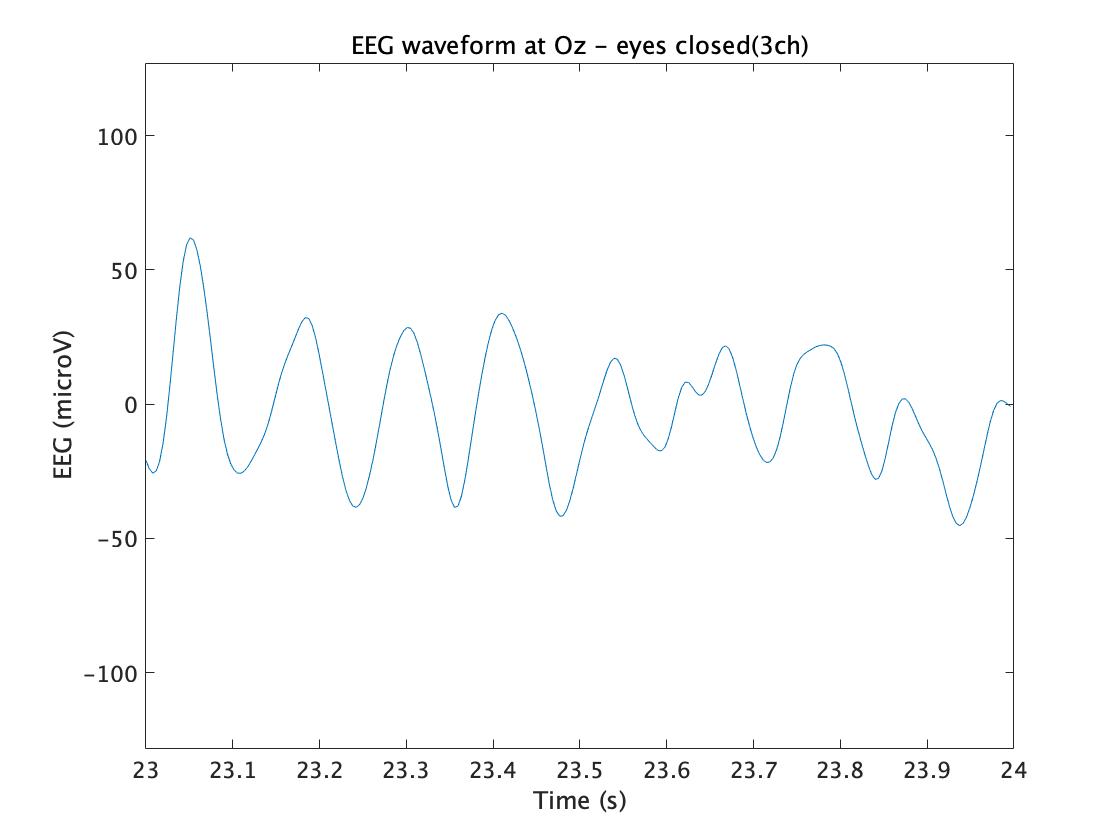 EEG waveform at Oz - eyes closed(3ch)
100
50
0
-50
-100
EEG (microV)
23 23.1 23.2 23.3 23.4 23.5 23.6 23.7 23.8 23.9 24
Time (s)